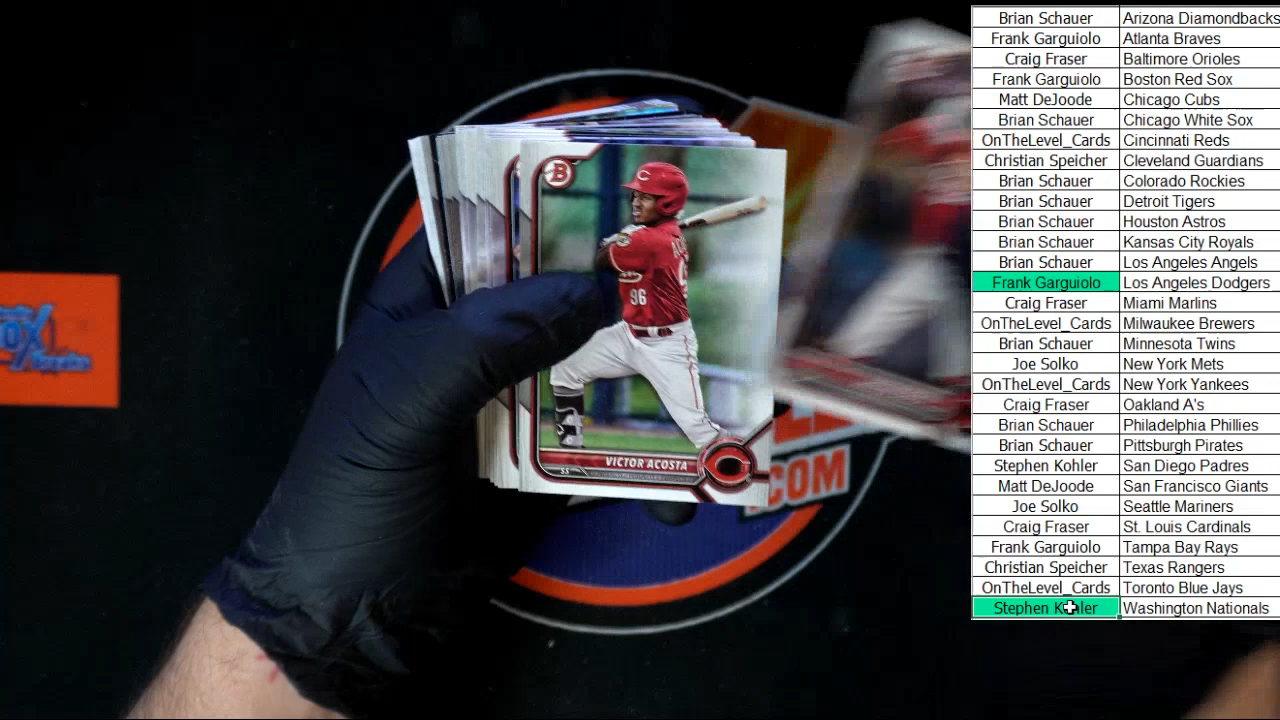 Brian Schauer Arizona Diamondbacks
Frank Garguiolo Atlanta Braves
Craig Fraser Baltimore Orioles
Frank Garguiolo Boston Red Sox
Matt DeJoode Chicago Cubs
Brian Schauer Chicago White Sox
OnTheLevel_Cards Cincinnati Reds
Christian Speicher Cleveland Guardians
Brian Schauer Colorado Rockies
Brian Schauer Detroit Tigers
Brian Schauer Houston Astros
Brian Schauer Kansas City Royals
Brian Schauer Los Angeles Angels
Frank Garguiolo Los Angeles Dodgers
Craig Fraser Miami Marlins
OnTheLevel_Cards Milwaukee Brewers
Brian Schauer Minnesota Twins
Joe Solko New York Mets
OnTheLevel_Cards New York Yankees
Craig Fraser Oakland A's
Brian Schauer Philadelphia Phillies
Brian Schauer Pittsburgh Pirates
Stephen Kohler San Diego Padres
Matt DeJoode San Francisco Giants
Joe Solko Seattle Mariners
Craig Fraser St. Louis Cardinals
Frank Garguiolo Tampa Bay Rays
Christian Speicher Texas Rangers
OnTheLevel_Cards Toronto Blue Jays
Stephen Kohler Washington Nationals
B
C
96
VICTOR ACOSTA
SS
C
.COM
OX